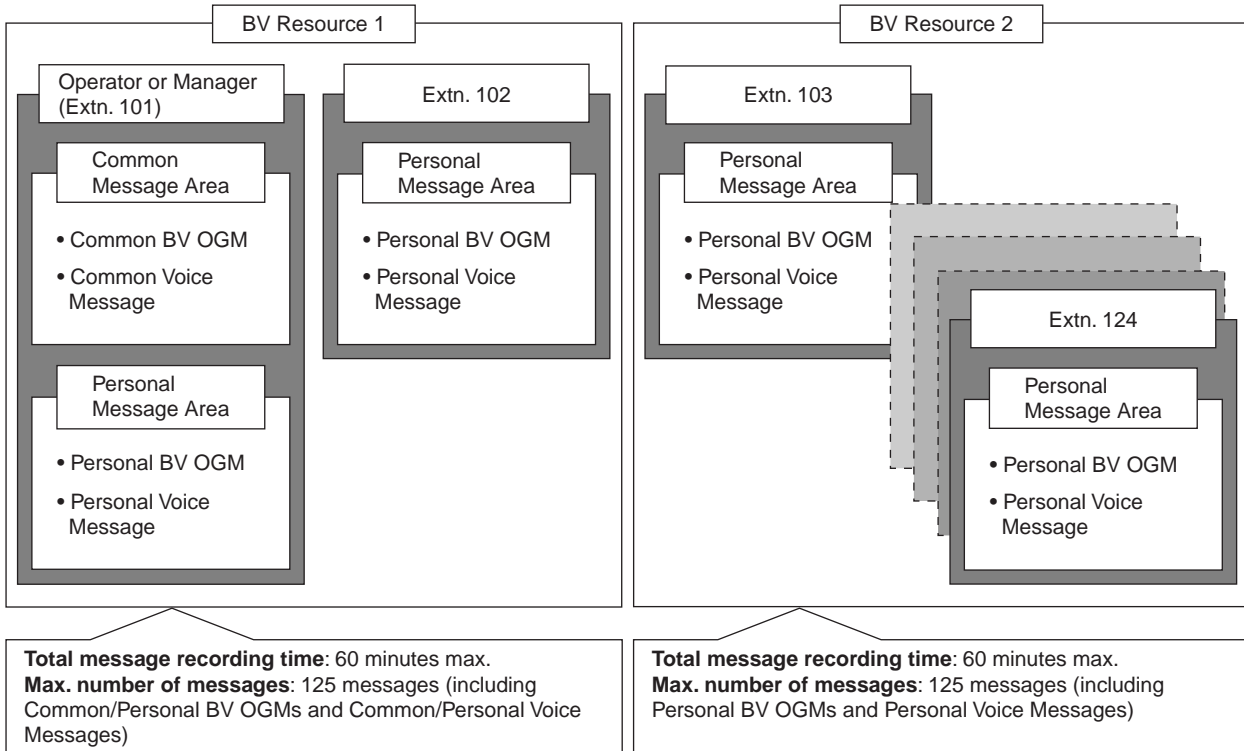 BV Resource 1
Operator or Manager
(Extn. 101)
Common
Message Area
• Common BV OGM
• Common Voice
Message
Personal
Message Area
• Personal BV OGM
• Personal Voice
Message
Extn. 102
Personal
Message Area
• Personal BV OGM
• Personal Voice
Message
Total message recording time: 60 minutes max.
Max. number of messages: 125 messages (including
Common/Personal BV OGMs and Common/Personal Voice
Messages)
BV Resource 2
Extn. 103
Personal
Message Area
• Personal BV OGM
• Personal Voice
Message
Extn. 124
Personal
Message Area
• Personal BV OGM
• Personal Voice
Message
Total message recording time: 60 minutes max.
Max. number of messages: 125 messages (including
Personal BV OGMs and Personal Voice Messages)